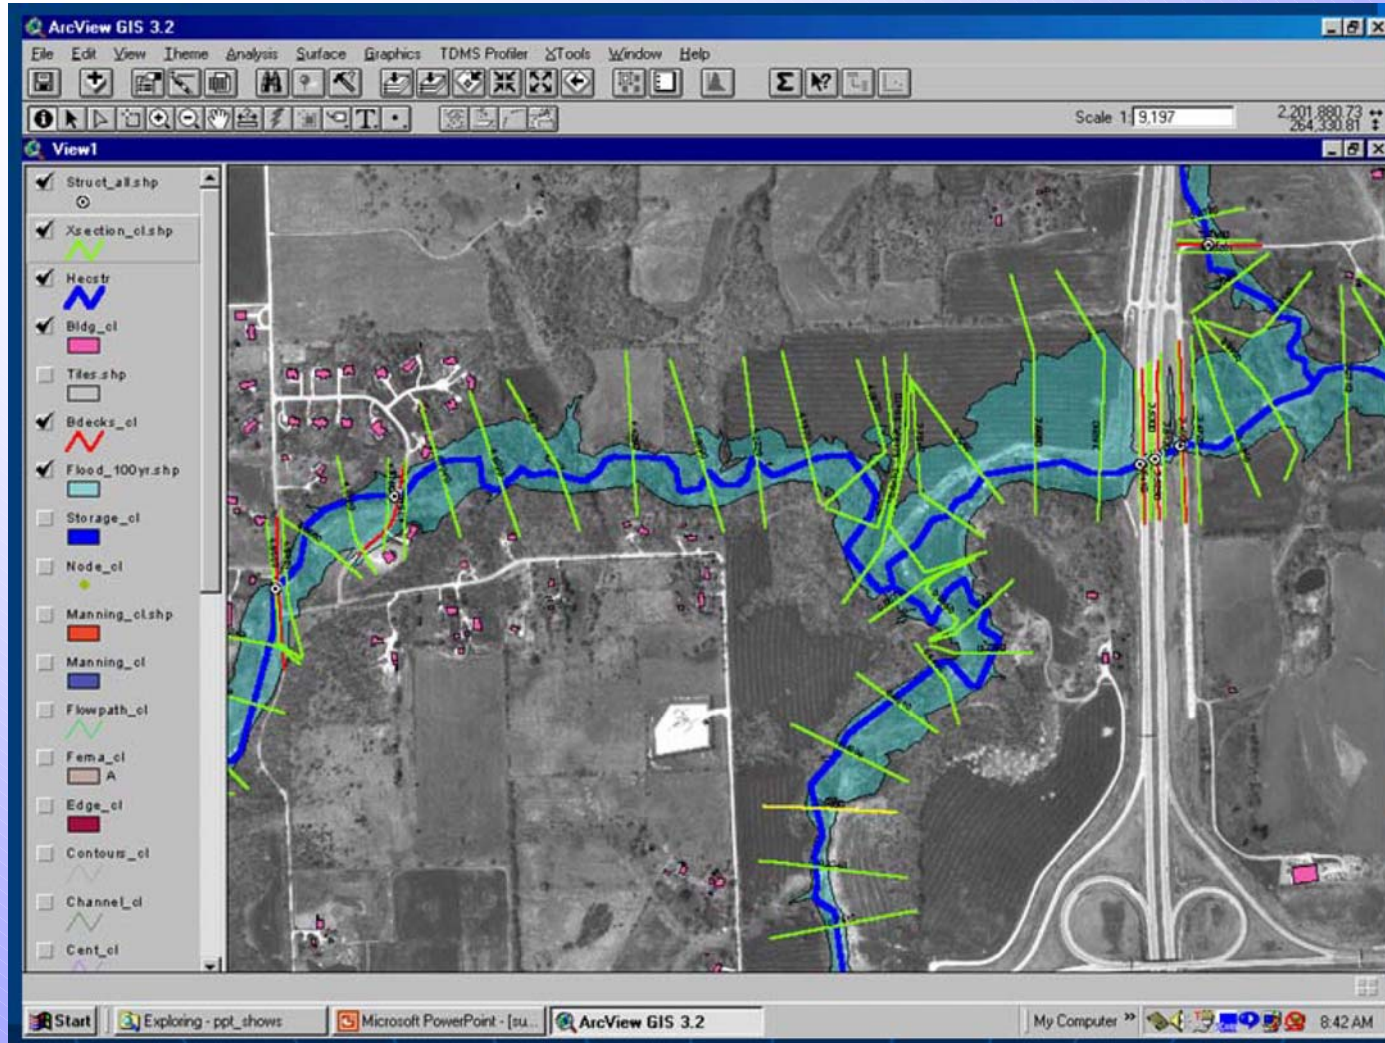 ArcView GIS 3.2
File Edit View Theme Analysis Surface Graphics TDMS Profiler XTools Window Help
Scale 1: 9,197
2,201,880.73
264,330.81
View1
Struct_all.shp
Xsection_cl.shp
Hecstr
Bldg_cl
Tiles.shp
Bdecks_cl
Flood_100yr.shp
Storage_cl
Node_cl
Manning_cl.shp
Manning_cl
Flowpath_cl
Fema_cl
A
Edge_cl
Contours_cl
Channel_cl
Cent_cl
Start Exploring - ppt_shows Microsoft PowerPoint - [su... ArcView GIS 3.2 My Computer » 8:42 AM